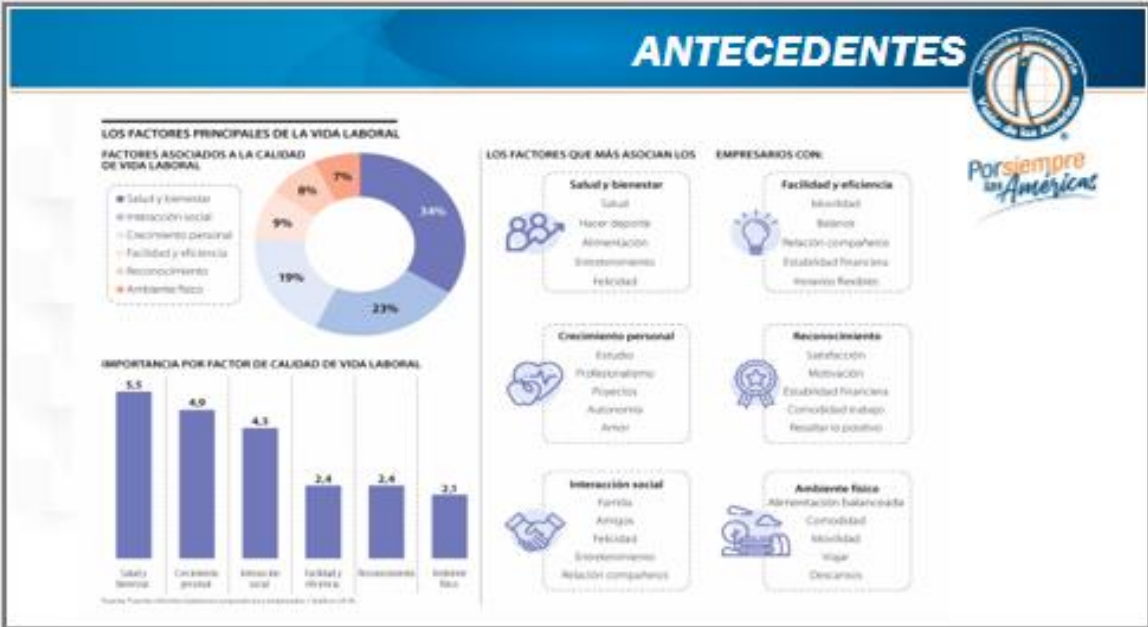 ANTECEDENTES
Institución Universitaria
Visión de las Américas
Porsiempre
las Américas
LOS FACTORES PRINCIPALES DE LA VIDA LABORAL
FACTORES ASOCIADOS A LA CALIDAD
DE VIDA LABORAL
Salud y bienestar
Interacción social
Crecimiento personal
Facilidad y eficiencia
Reconocimiento
Ambiente físico
34%
23%
19%
9%
8%
7%
IMPORTANCIA POR FACTOR DE CALIDAD DE VIDA LABORAL
5,5
4,9
4,3
2,4
2,4
2,1
Salud y
bienestar
Crecimiento
personal
Interacción
social
Facilidad y
eficiencia
Reconocimiento
Ambiente
físico
LOS FACTORES QUE MÁS ASOCIAN LOS EMPRESARIOS CON:
Salud y bienestar
Salud
Hacer deporte
Alimentación
Entretenimiento
Felicidad
Facilidad y eficiencia
Movilidad
Balance
Relación compañeros
Estabilidad financiera
Horarios flexibles
Crecimiento personal
Estudio
Profesionalismo
Proyectos
Autonomía
Amor
Reconocimiento
Satisfacción
Motivación
Estabilidad financiera
Comodidad trabajo
Resaltar lo positivo
Interacción social
Familia
Amigos
Felicidad
Entretenimiento
Relación compañeros
Ambiente físico
Alimentación balanceada
Comodidad
Movilidad
Viajar
Descansos